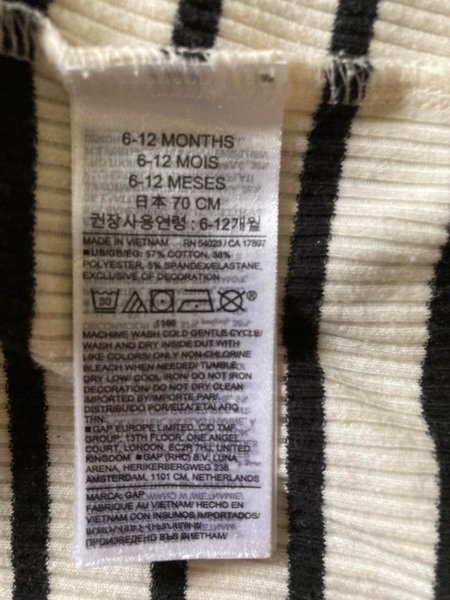 6-12 MONTHS
6-12 MOIS
6-12 MESES
日本 70 CM
권장사용연령 : 6-12개월
MADE IN VIETNAM RN 54023 / CA 17897
■US/GB/EG: 57% COTTON, 38%
POLYESTER, 5% SPANDEX/ELASTANE,
EXCLUSIVE OF DECORATION
30
®
MACHINE WASH COLD GENTLE CYCLE/
WASH AND DRY INSIDE OUT WITH
LIKE COLORS/ ONLY NON-CHLORINE
BLEACH WHEN NEEDED/ TUMBLE
DRY LOW/ COOL IRON/ DO NOT IRON
DECORATION/ DO NOT DRY CLEAN
IMPORTED BY/IMPORTE PAR/
DISTRIBUIDO POR/ΕΙΣΑΓΕΤΑΙ ΑΠΟ
ΤΗΝ:
■GAP EUROPE LIMITED, C/O TMF
GROUP, 13TH FLOOR, ONE ANGEL
COURT, LONDON, EC2R 7HJ, UNITED
KINGDOM ■GAP (RHC) B.V. LUNA
ARENA, HERIKERBERGWEG 238
AMSTERDAM, 1101 CM, NETHERLANDS
MARCA: GAP
FABRIQUE AU VIETNAM/ HECHO EN
VIETNAM CON INSUMOS IMPORTADOS/
ПРОИЗВЕДЕНО ВЪВ ВИЕТНАМ/